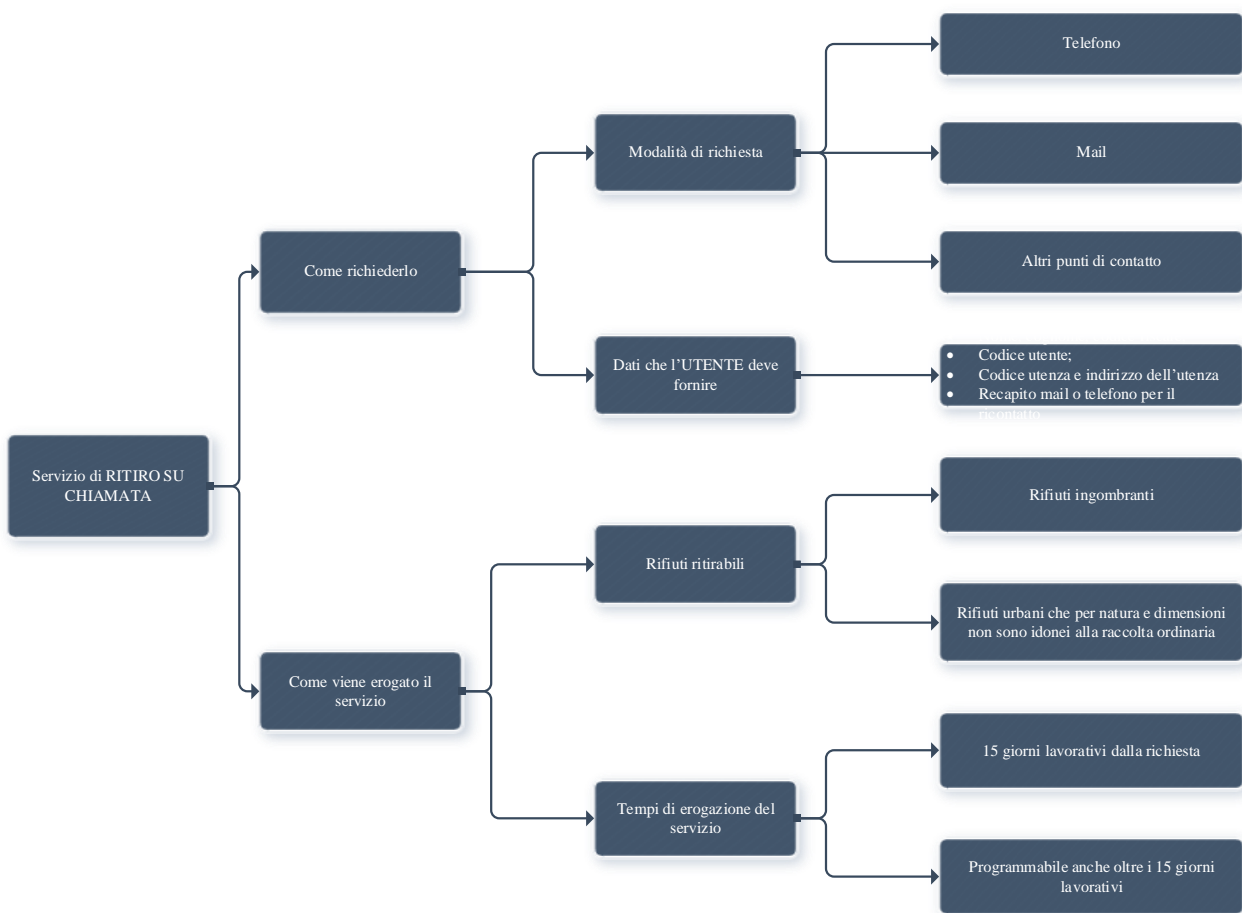 Telefono
Modalità di richiesta
Mail
Come richiederlo
Altri punti di contatto
Dati che l’UTENTE deve
fornire
• Codice utente;
• Codice utenza e indirizzo dell’utenza
• Recapito mail o telefono per il
ricontatto
Servizio di RITIRO SU
CHIAMATA
Rifiuti ingombranti
Rifiuti ritirabili
Rifiuti urbani che per natura e dimensioni
non sono idonei alla raccolta ordinaria
Come viene erogato il
servizio
15 giorni lavorativi dalla richiesta
Tempi di erogazione del
servizio
Programmabile anche oltre i 15 giorni
lavorativi